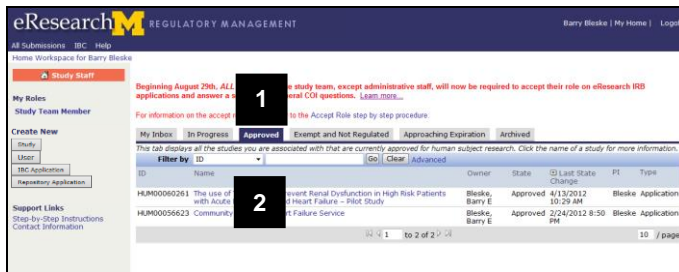 eResearch M REGULATORY MANAGEMENT
Barry Bleske | My Home | Logoff
All Submissions IBC Help
Home Workspace for Barry Bleske
Study Staff
My Roles
Study Team Member
Create New
Study
User
IBC Application
Repository Application
Support Links
Step-by-Step Instructions
Contact Information
Beginning August 29th, ALL study team, except administrative staff, will now be required to accept their role on eResearch IRB
applications and answer a COI questions. Learn more...
For information on the accept to the Accept Role step by step procedure.
1
My Inbox In Progress Approved Exempt and Not Regulated Approaching Expiration Archived
This tab displays all the studies you are associated with that are currently approved for human subject research. Click the name of a study for more information.
Filter by ID Go Clear Advanced
ID Name Owner State Last State Change PI Type
HUM00060261 The use of Renal Dysfunction in High Risk Patients with Acute Heart Failure – Pilot Study Bleske, Barry E Approved 4/13/2012 10:29 AM Bleske Application
2
HUM00056623 Community Failure Service Bleske, Barry E Approved 2/24/2012 8:50 PM Bleske Application
1 to 2 of 2 10 / page